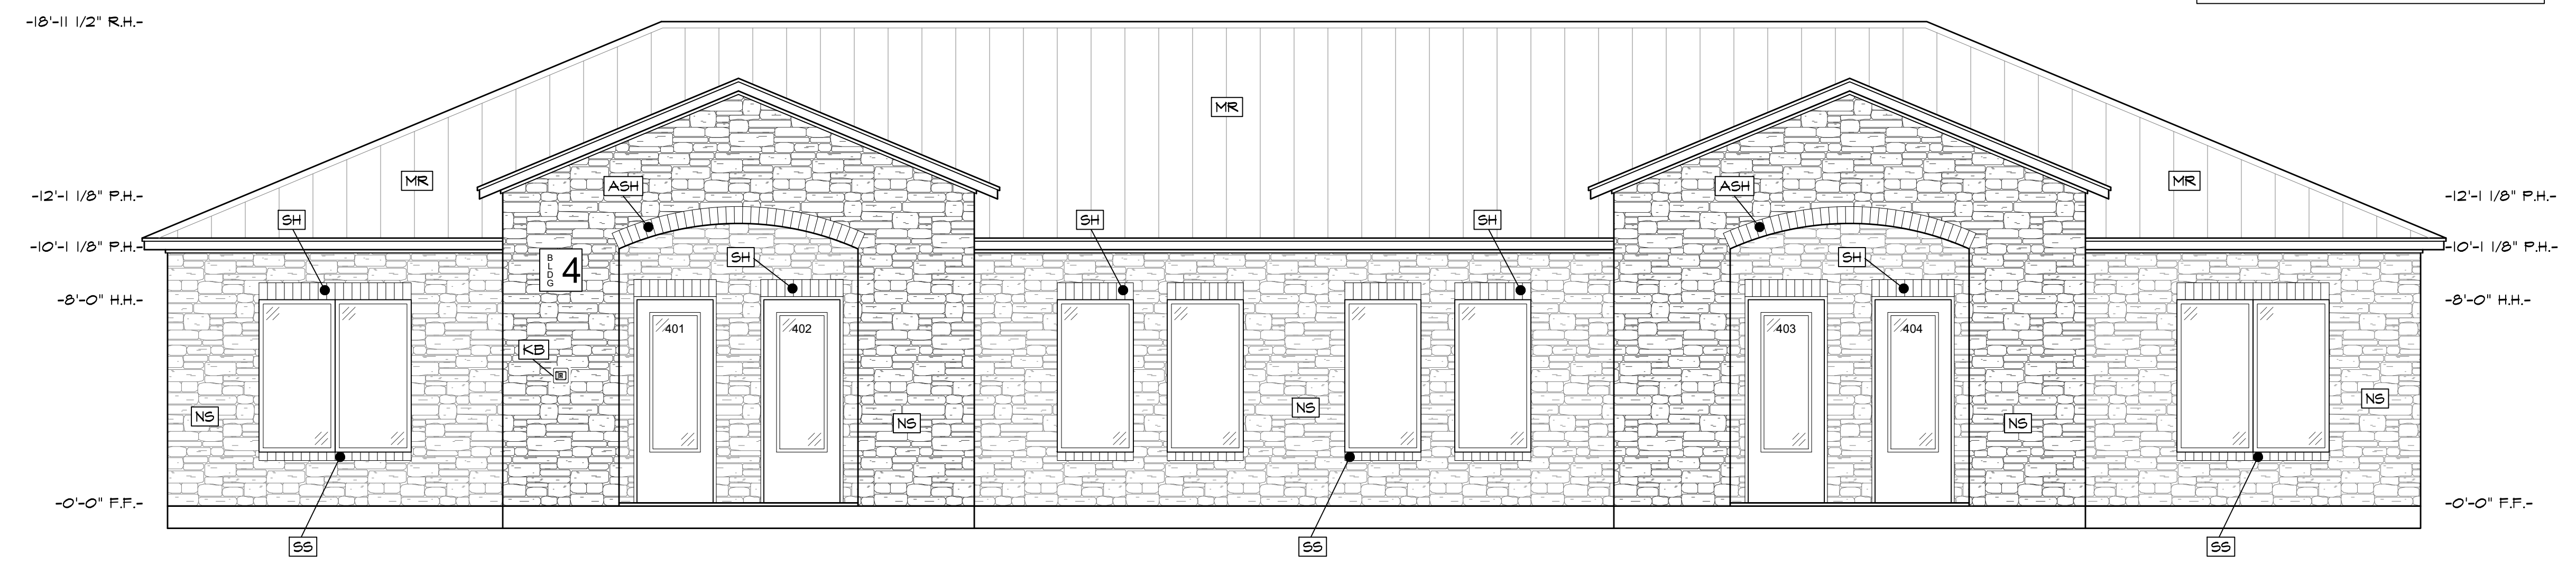 -18'-11 1/2" R.H.-
MR
MR
ASH
ASH
MR
-12'-1 1/8" P.H.-
-12'-1 1/8" P.H.-
SH
SH
SH
-10'-1 1/8" P.H.-
-10'-1 1/8" P.H.-
SH
SH
BLDG 4
-8'-0" H.H.-
-8'-0" H.H.-
401
402
403
404
KB
NS
NS
NS
NS
NS
-0'-0" F.F.-
-0'-0" F.F.-
SS
SS
SS